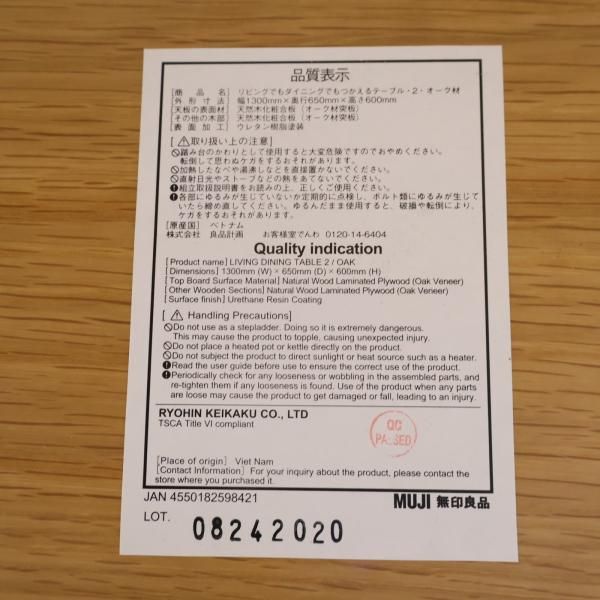 品質表示
[商品名] リビングでもダイニングでもつかえるテーブル・2・オーク材
[外形寸法] 幅1300mm×奥行650mm×高さ600mm
[天板の表面材] 天然木化粧合板（オーク材突板）
[その他の木部] 天然木化粧合板（オーク材突板）
[表面加工] ウレタン樹脂塗装
[⚠取り扱い上の注意]
踏み台のかわりとして使用すると大変危険ですのでおやめください。
転倒して思わぬケガをするおそれがあります。
加熱したなべや湯沸しなどを直接置かないでください。
直射日光やストーブなどの熱をあてないでください。
組立取扱説明書をお読みの上、正しくご使用ください。
各部にゆるみが生じていないか定期的に点検し、ボルト類にゆるみが生じて
いたら締め直してください。ゆるんだまま使用すると、破損や転倒により、
ケガをするおそれがあります。
[原産国] ベトナム
株式会社 良品計画 お客様室でんわ 0120-14-6404
Quality indication
[Product name] LIVING DINING TABLE 2 / OAK
[Dimensions] 1300mm (W) × 650mm (D) × 600mm (H)
[Top Board Surface Material] Natural Wood Laminated Plywood (Oak Veneer)
[Other Wooden Sections] Natural Wood Laminated Plywood (Oak Veneer)
[Surface finish] Urethane Resin Coating
[⚠ Handling Precautions]
Do not use as a stepladder. Doing so it is extremely dangerous.
This may cause the product to topple, causing unexpected injury.
Do not place a heated pot or kettle directly on the product.
Do not subject the product to direct sunlight or heat source such as a heater.
Read the user guide before use to ensure the correct use of the product.
Periodically check for any looseness or wobbling in the assembled parts, and
re-tighten them if any looseness is found. Use of the product when any parts
are loose may cause the product to get damaged or fall, leading to an injury.
RYOHIN KEIKAKU CO., LTD
TSCA Title VI compliant
QC
PASSED
[Place of origin] Viet Nam
[Contact Information] For your inquiry about the product, please contact the
store where you purchased it.
JAN 4550182598421
MUJI 無印良品
LOT. 08242020